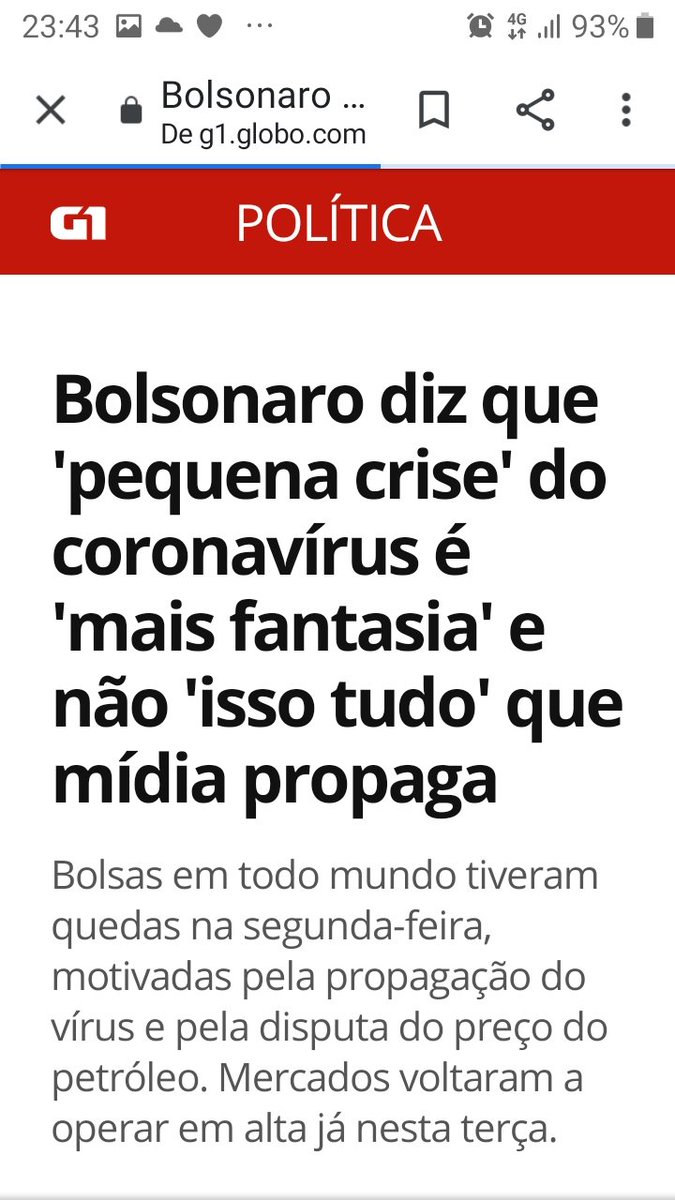 23:43 ... 4G 93%
Bolsonaro ...
De g1.globo.com
G1 POLÍTICA
Bolsonaro diz que
'pequena crise' do
coronavírus é
'mais fantasia' e
não 'isso tudo' que
mídia propaga
Bolsas em todo mundo tiveram
quedas na segunda-feira,
motivadas pela propagação do
vírus e pela disputa do preço do
petróleo. Mercados voltaram a
operar em alta já nesta terça.